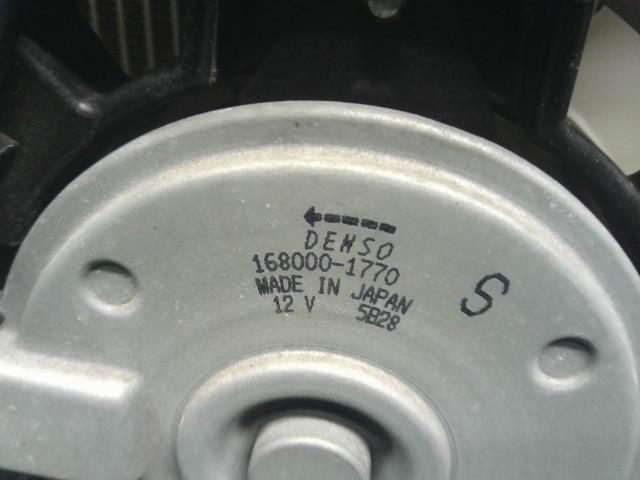 DENSO
168000-1770
MADE IN JAPAN
12 V 5B28
S